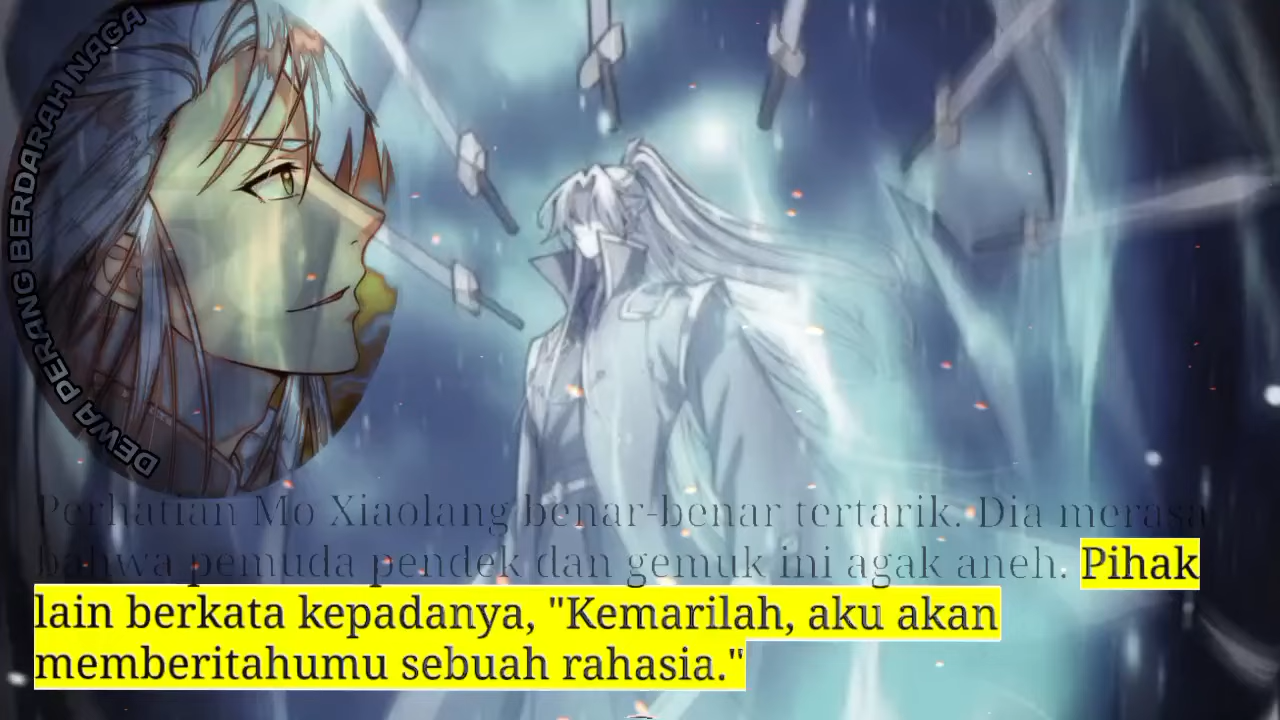 DEWA PERANG BERDARAH NAGA
Perhatian Mo Xiaolang benar-benar tertarik. Dia merasa
bahwa pemuda pendek dan gemuk ini agak aneh. Pihak
lain berkata kepadanya, "Kemarilah, aku akan
memberitahumu sebuah rahasia."